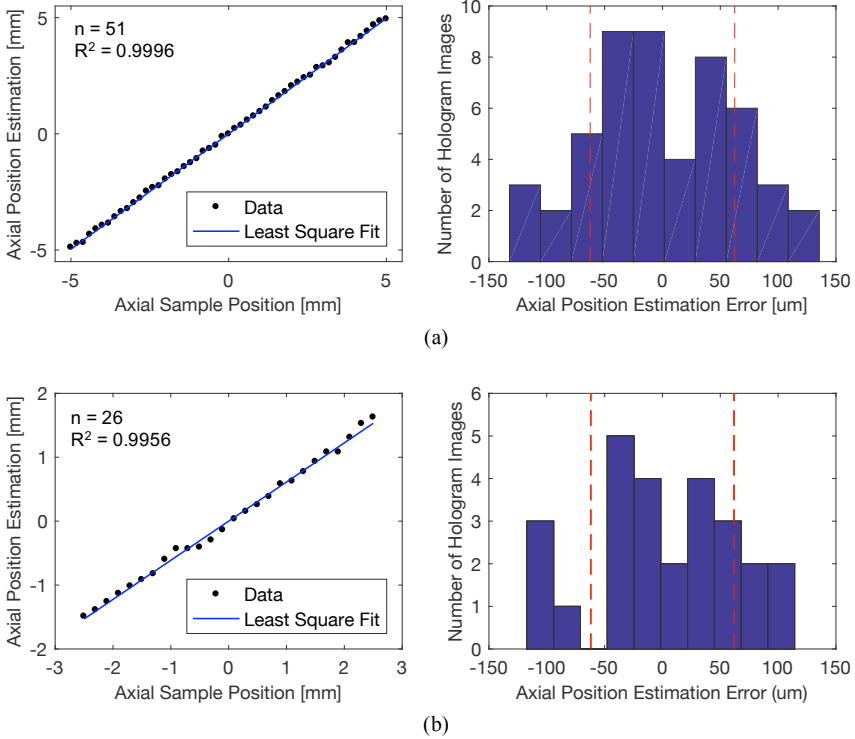 n = 51
R² = 0.9996
Axial Position Estimation [mm]
5
0
-5
Data
Least Square Fit
-5 0 5
Axial Sample Position [mm]
Number of Hologram Images
10
8
6
4
2
0
-150 -100 -50 0 50 100 150
Axial Position Estimation Error [um]
(a)
n = 26
R² = 0.9956
Axial Position Estimation [mm]
2
1
0
-1
-2
Data
Least Square Fit
-3 -2 -1 0 1 2 3
Axial Sample Position [mm]
Number of Hologram Images
6
5
4
3
2
1
0
-150 -100 -50 0 50 100 150
Axial Position Estimation Error (um)
(b)